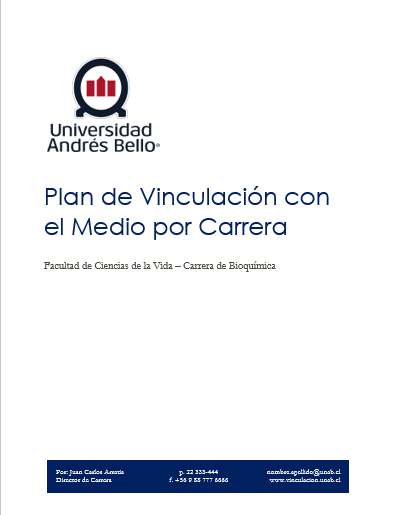 Universidad
Andrés Bello®
Plan de Vinculación con
el Medio por Carrera
Facultad de Ciencias de la Vida – Carrera de Bioquímica
Por: Juan Carlos
Director de Carrera
p. 22 333-444
f. +56 9 88 777 6666
nombre.apellido@unab.cl
www.vinculacion.unab.cl